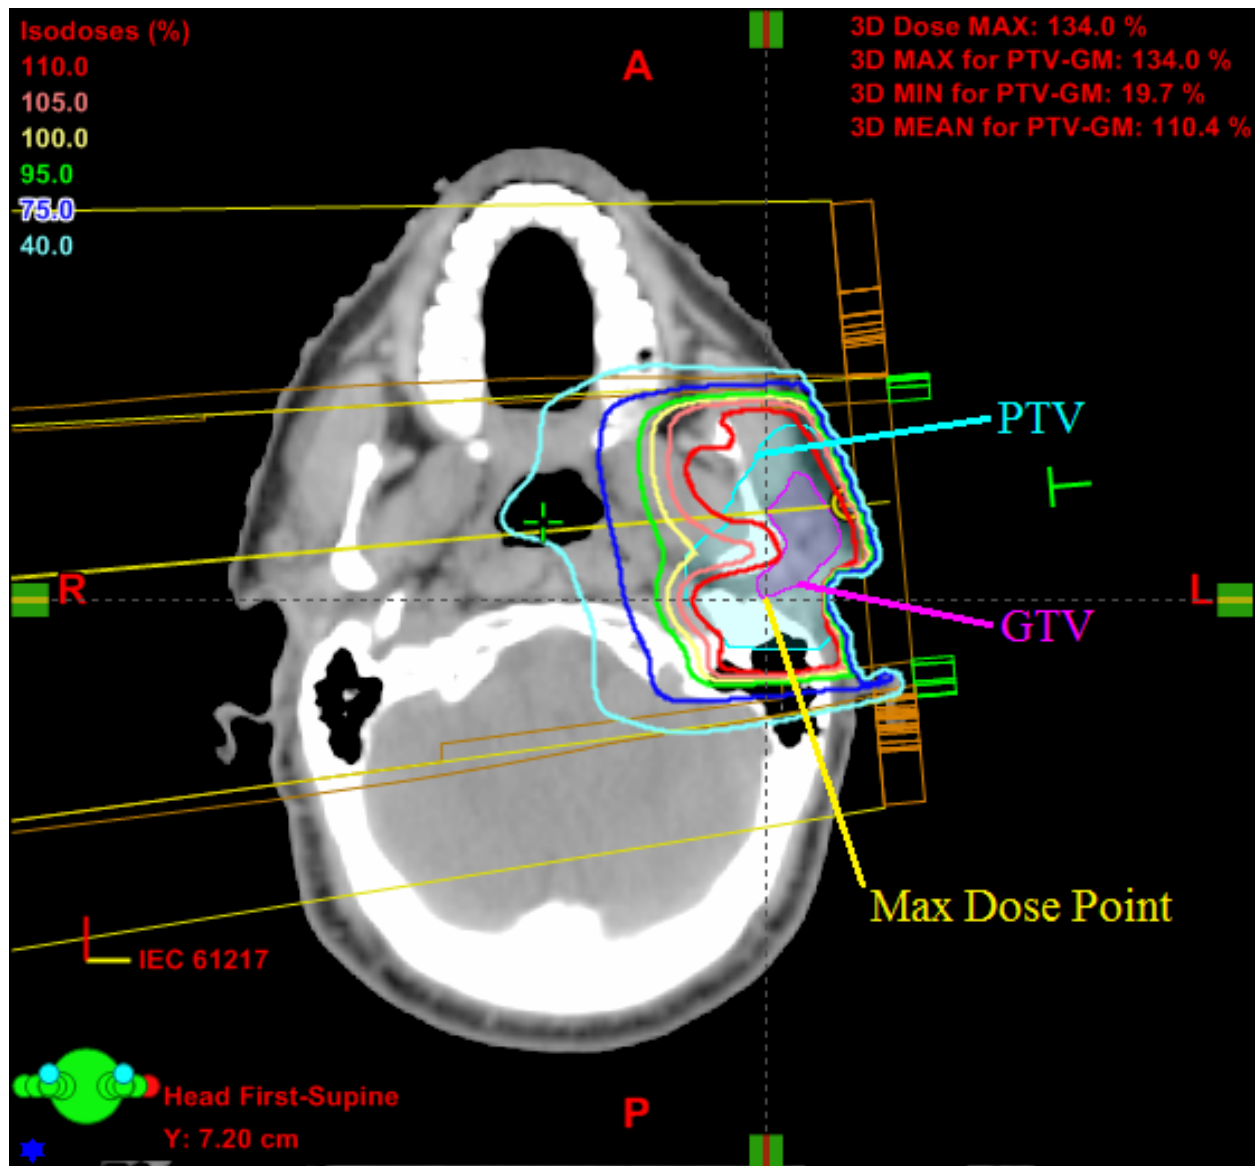 Isodoses (%)
110.0
105.0
100.0
95.0
75.0
40.0
3D Dose MAX: 134.0 %
3D MAX for PTV-GM: 134.0 %
3D MIN for PTV-GM: 19.7 %
3D MEAN for PTV-GM: 110.4 %
A
PTV
R
L
GTV
Max Dose Point
IEC 61217
Head First-Supine
Y: 7.20 cm
P